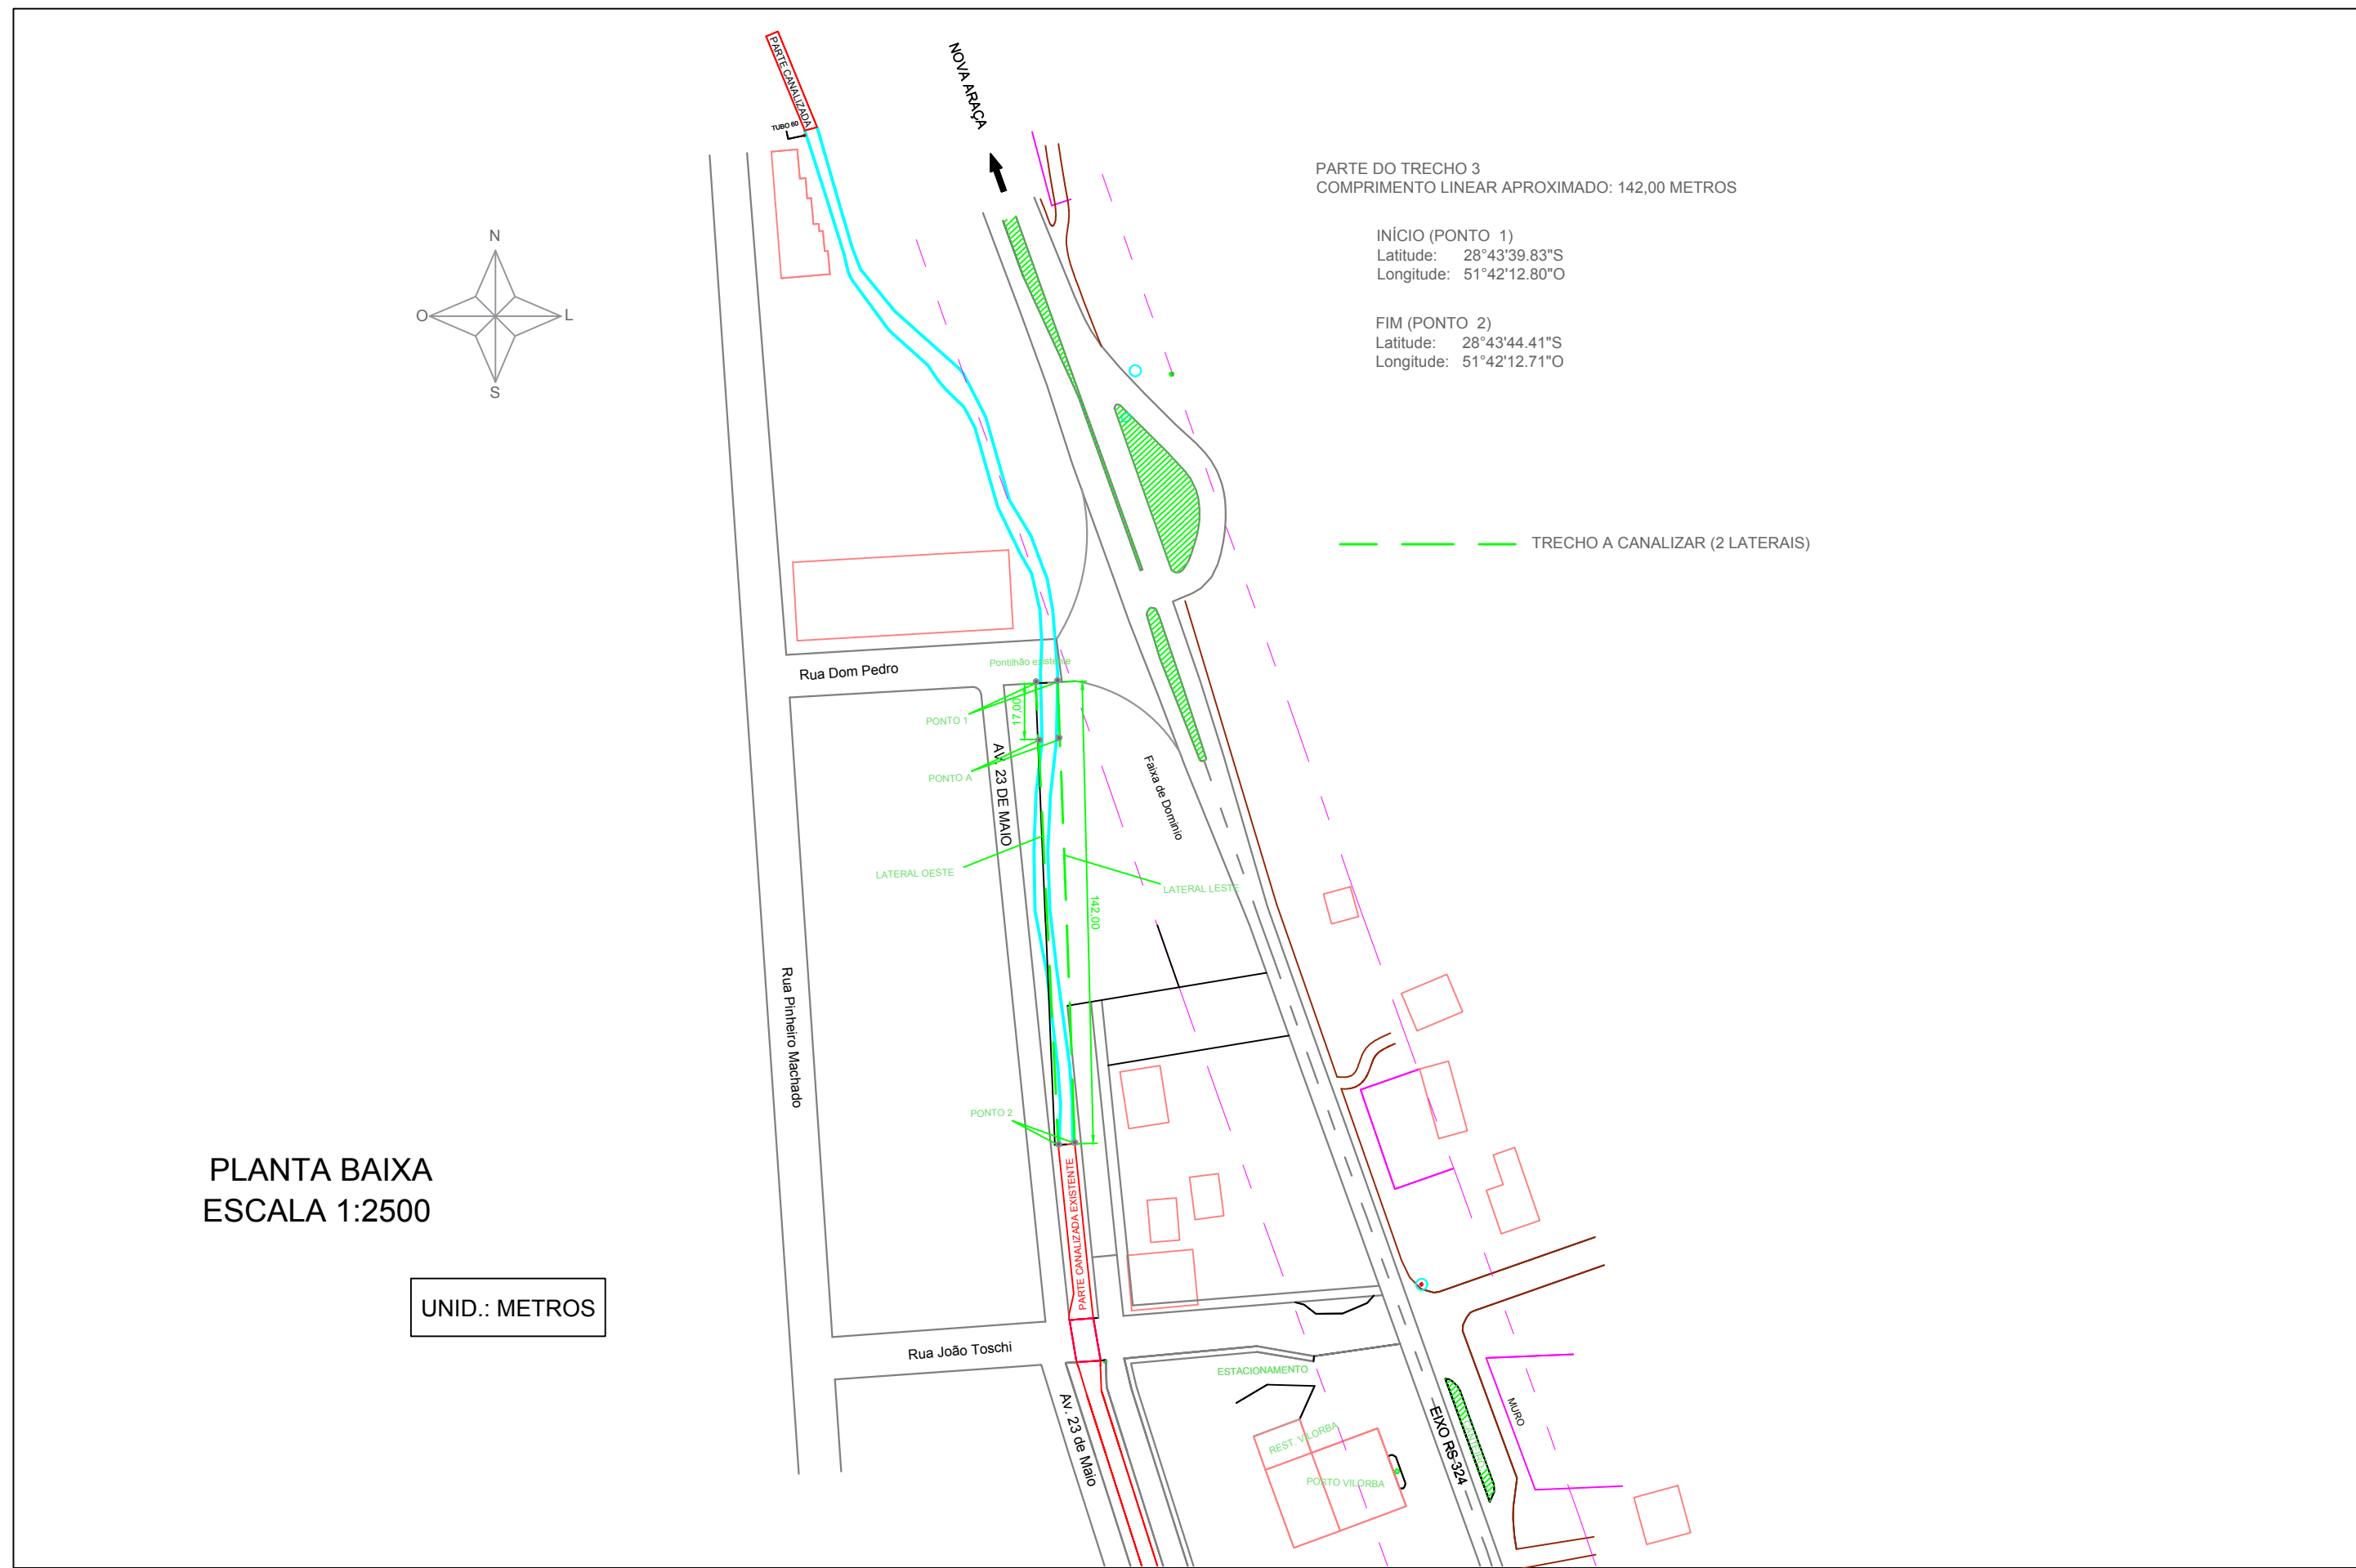 PARTE CANALIZADA
TUBO 60
NOVA ARAÇA
PARTE DO TRECHO 3
COMPRIMENTO LINEAR APROXIMADO: 142,00 METROS
INÍCIO (PONTO 1)
Latitude: 28°43'39.83"S
Longitude: 51°42'12.80"O
FIM (PONTO 2)
Latitude: 28°43'44.41"S
Longitude: 51°42'12.71"O
N
O
L
S
TRECHO A CANALIZAR (2 LATERAIS)
Rua Dom Pedro
Pontilhão existente
PONTO 1
17.00
PONTO A
AV. 23 DE MAIO
Faixa de Dominio
LATERAL OESTE
LATERAL LESTE
142.00
Rua Pinheiro Machado
PONTO 2
PLANTA BAIXA
ESCALA 1:2500
PARTE CANALIZADA EXISTENTE
UNID.: METROS
Rua João Toschi
ESTACIONAMENTO
Av. 23 de Maio
REST. VILORBA
POSTO VILORBA
EIXO RS-324
MURO